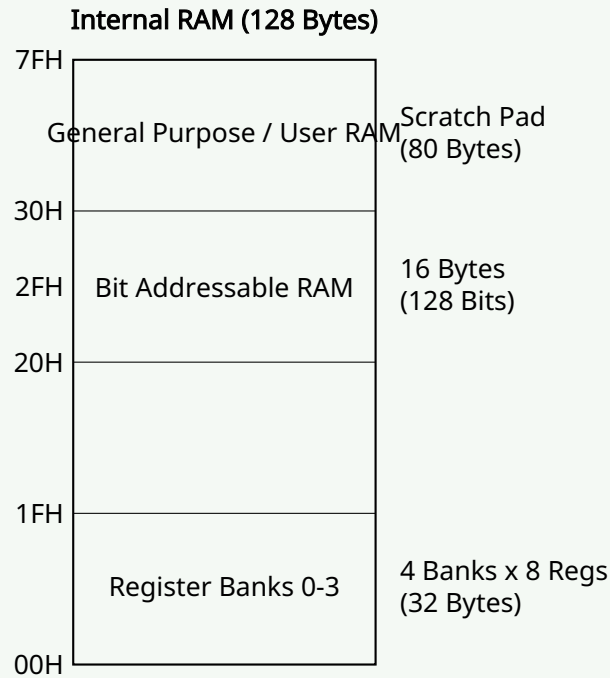 Internal RAM (128 Bytes)
7FH
General Purpose / User RAM
Scratch Pad
(80 Bytes)
30H
2FH
Bit Addressable RAM
16 Bytes
(128 Bits)
20H
1FH
Register Banks 0-3
4 Banks x 8 Regs
(32 Bytes)
00H